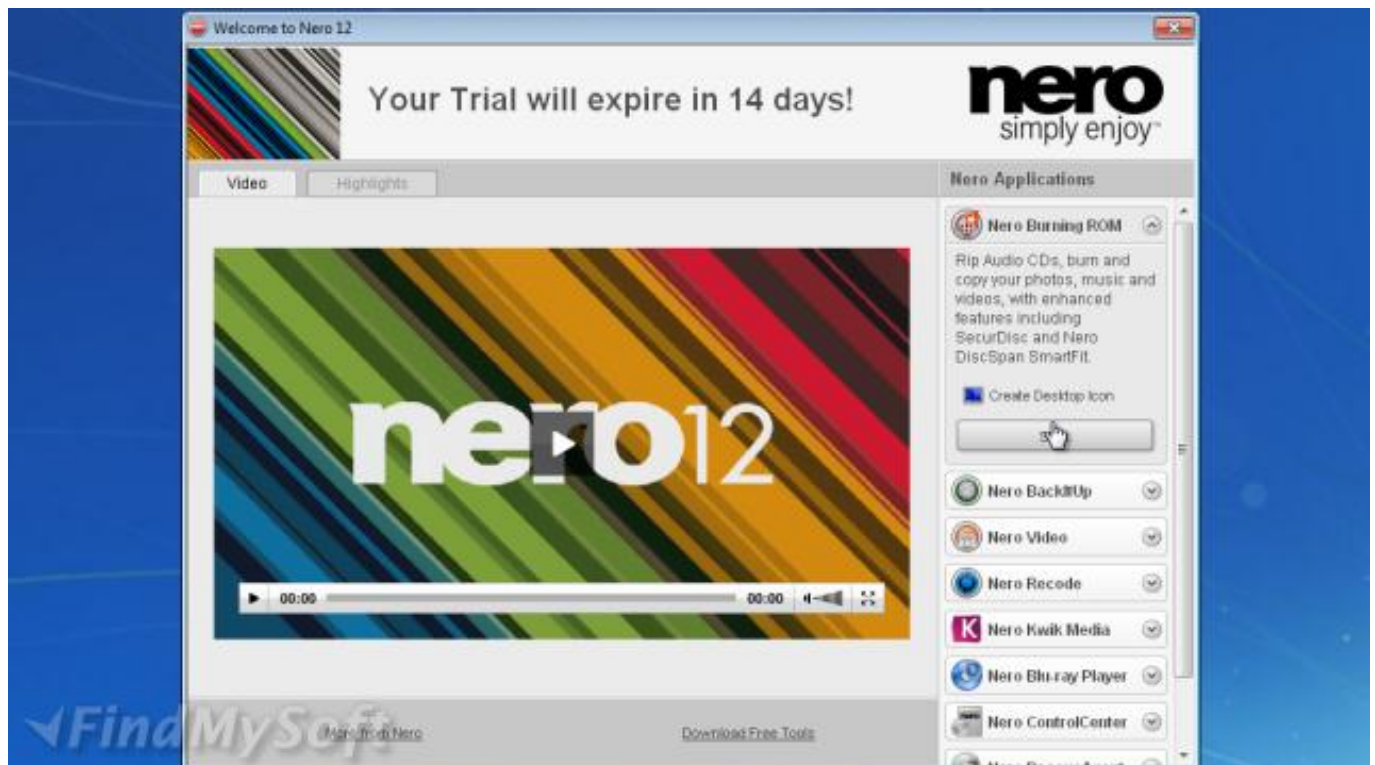 Welcome to Nero 12
Your Trial will expire in 14 days!
nero
simply enjoy™
Video
Highlights
Nero Applications
Nero Burning ROM
Rip Audio CDs, burn and
copy your photos, music and
videos, with enhanced
features including
SecurDisc and Nero
DiscSpan SmartFit.
Create Desktop Icon
nero12
Nero BackItUp
Nero Video
Nero Recode
00:00
00:00
K Nero Kwik Media
Nero Blu-ray Player
Nero ControlCenter
FindMySoft
More from Nero
Download Free Tools
Nero